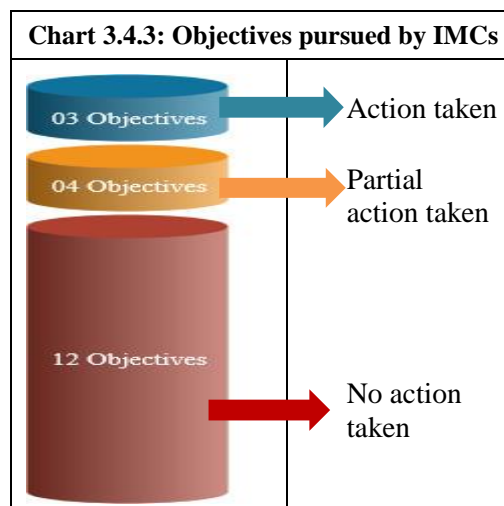 Chart 3.4.3: Objectives pursued by IMCs
03 Objectives
Action taken
04 Objectives
Partial
action taken
12 Objectives
No action
taken